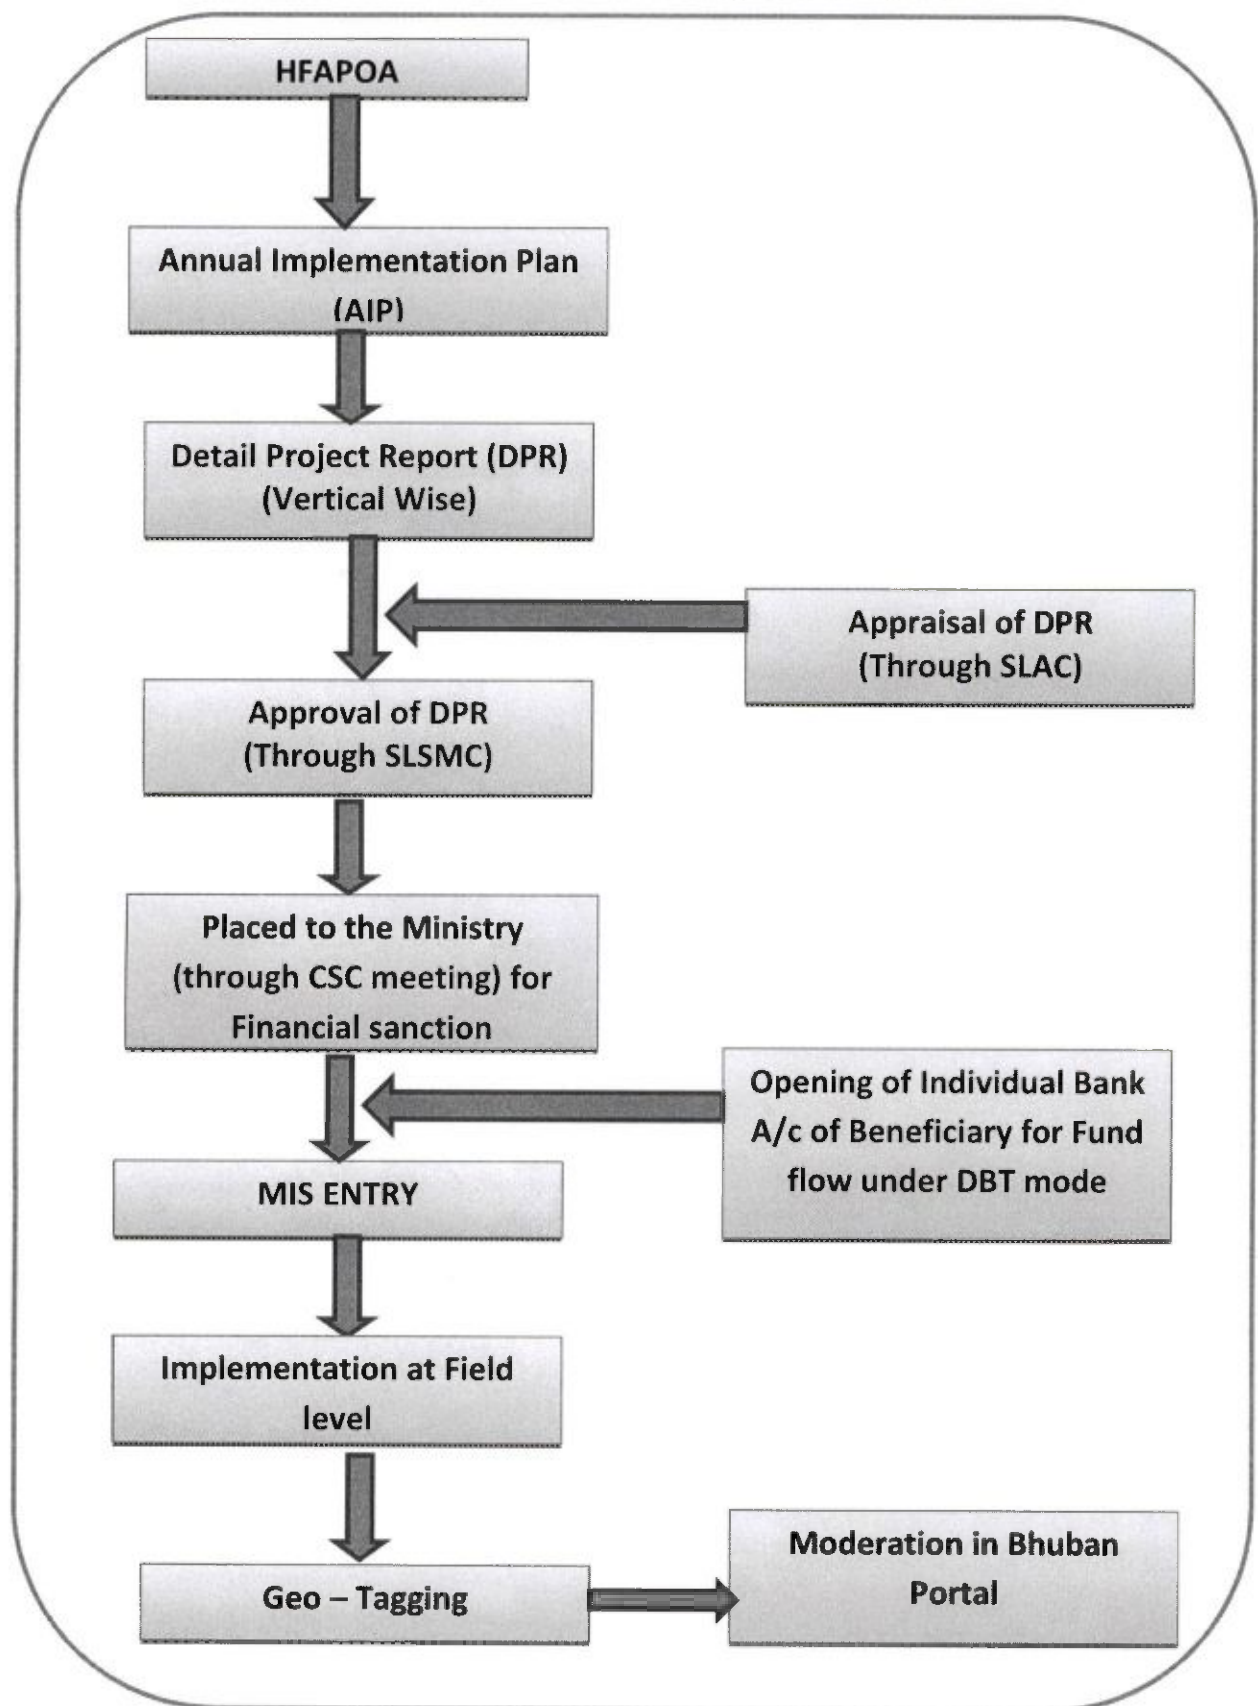 HFAPOA
Annual Implementation Plan
(AIP)
Detail Project Report (DPR)
(Vertical Wise)
Appraisal of DPR
(Through SLAC)
Approval of DPR
(Through SLSMC)
Placed to the Ministry
(through CSC meeting) for
Financial sanction
Opening of Individual Bank
A/c of Beneficiary for Fund
flow under DBT mode
MIS ENTRY
Implementation at Field
level
Geo – Tagging
Moderation in Bhuban
Portal